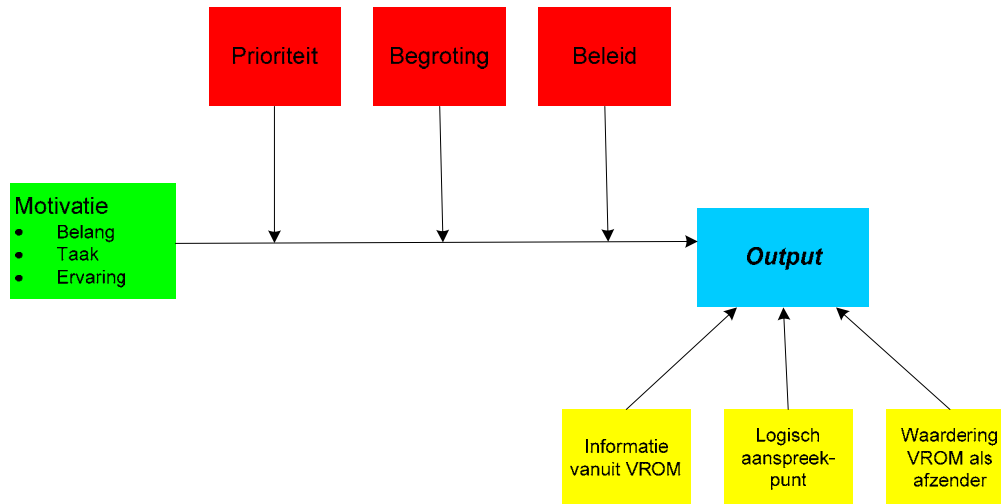 Prioriteit
Begroting
Beleid
Motivatie
• Belang
• Taak
• Ervaring
Output
Informatie
vanuit VROM
Logisch
aanspreek-
punt
Waardering
VROM als
afzender